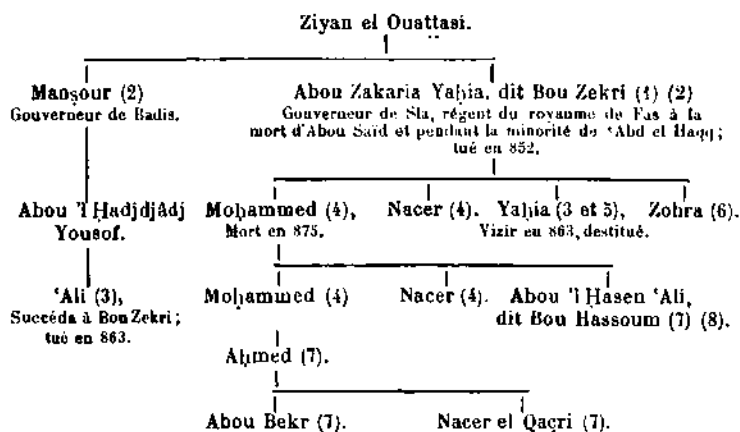 Ziyan el Ouattasi.
Manṣour (2)
Gouverneur de Badis.
Abou Zakaria Yaḥia, dit Bou Zekri (1) (2)
Gouverneur de Sla, régent du royaume de Fas à la
mort d'Abou Saïd et pendant la minorité de ʿAbd el Haqq;
tué en 852.
Abou 'l Ḥadjdjâdj
Yousof.
Moḥammed (4),
Mort en 875.
Nacer (4).
Yaḥia (3 et 5),
Vizir en 863, destitué.
Zohra (6).
ʿAli (3),
Succéda à Bou Zekri;
tué en 863.
Moḥammed (4)
Nacer (4).
Abou 'l Ḥasen ʿAli,
dit Bou Hassoum (7) (8).
Aḥmed (7).
Abou Bekr (7).
Nacer el Qaçri (7).